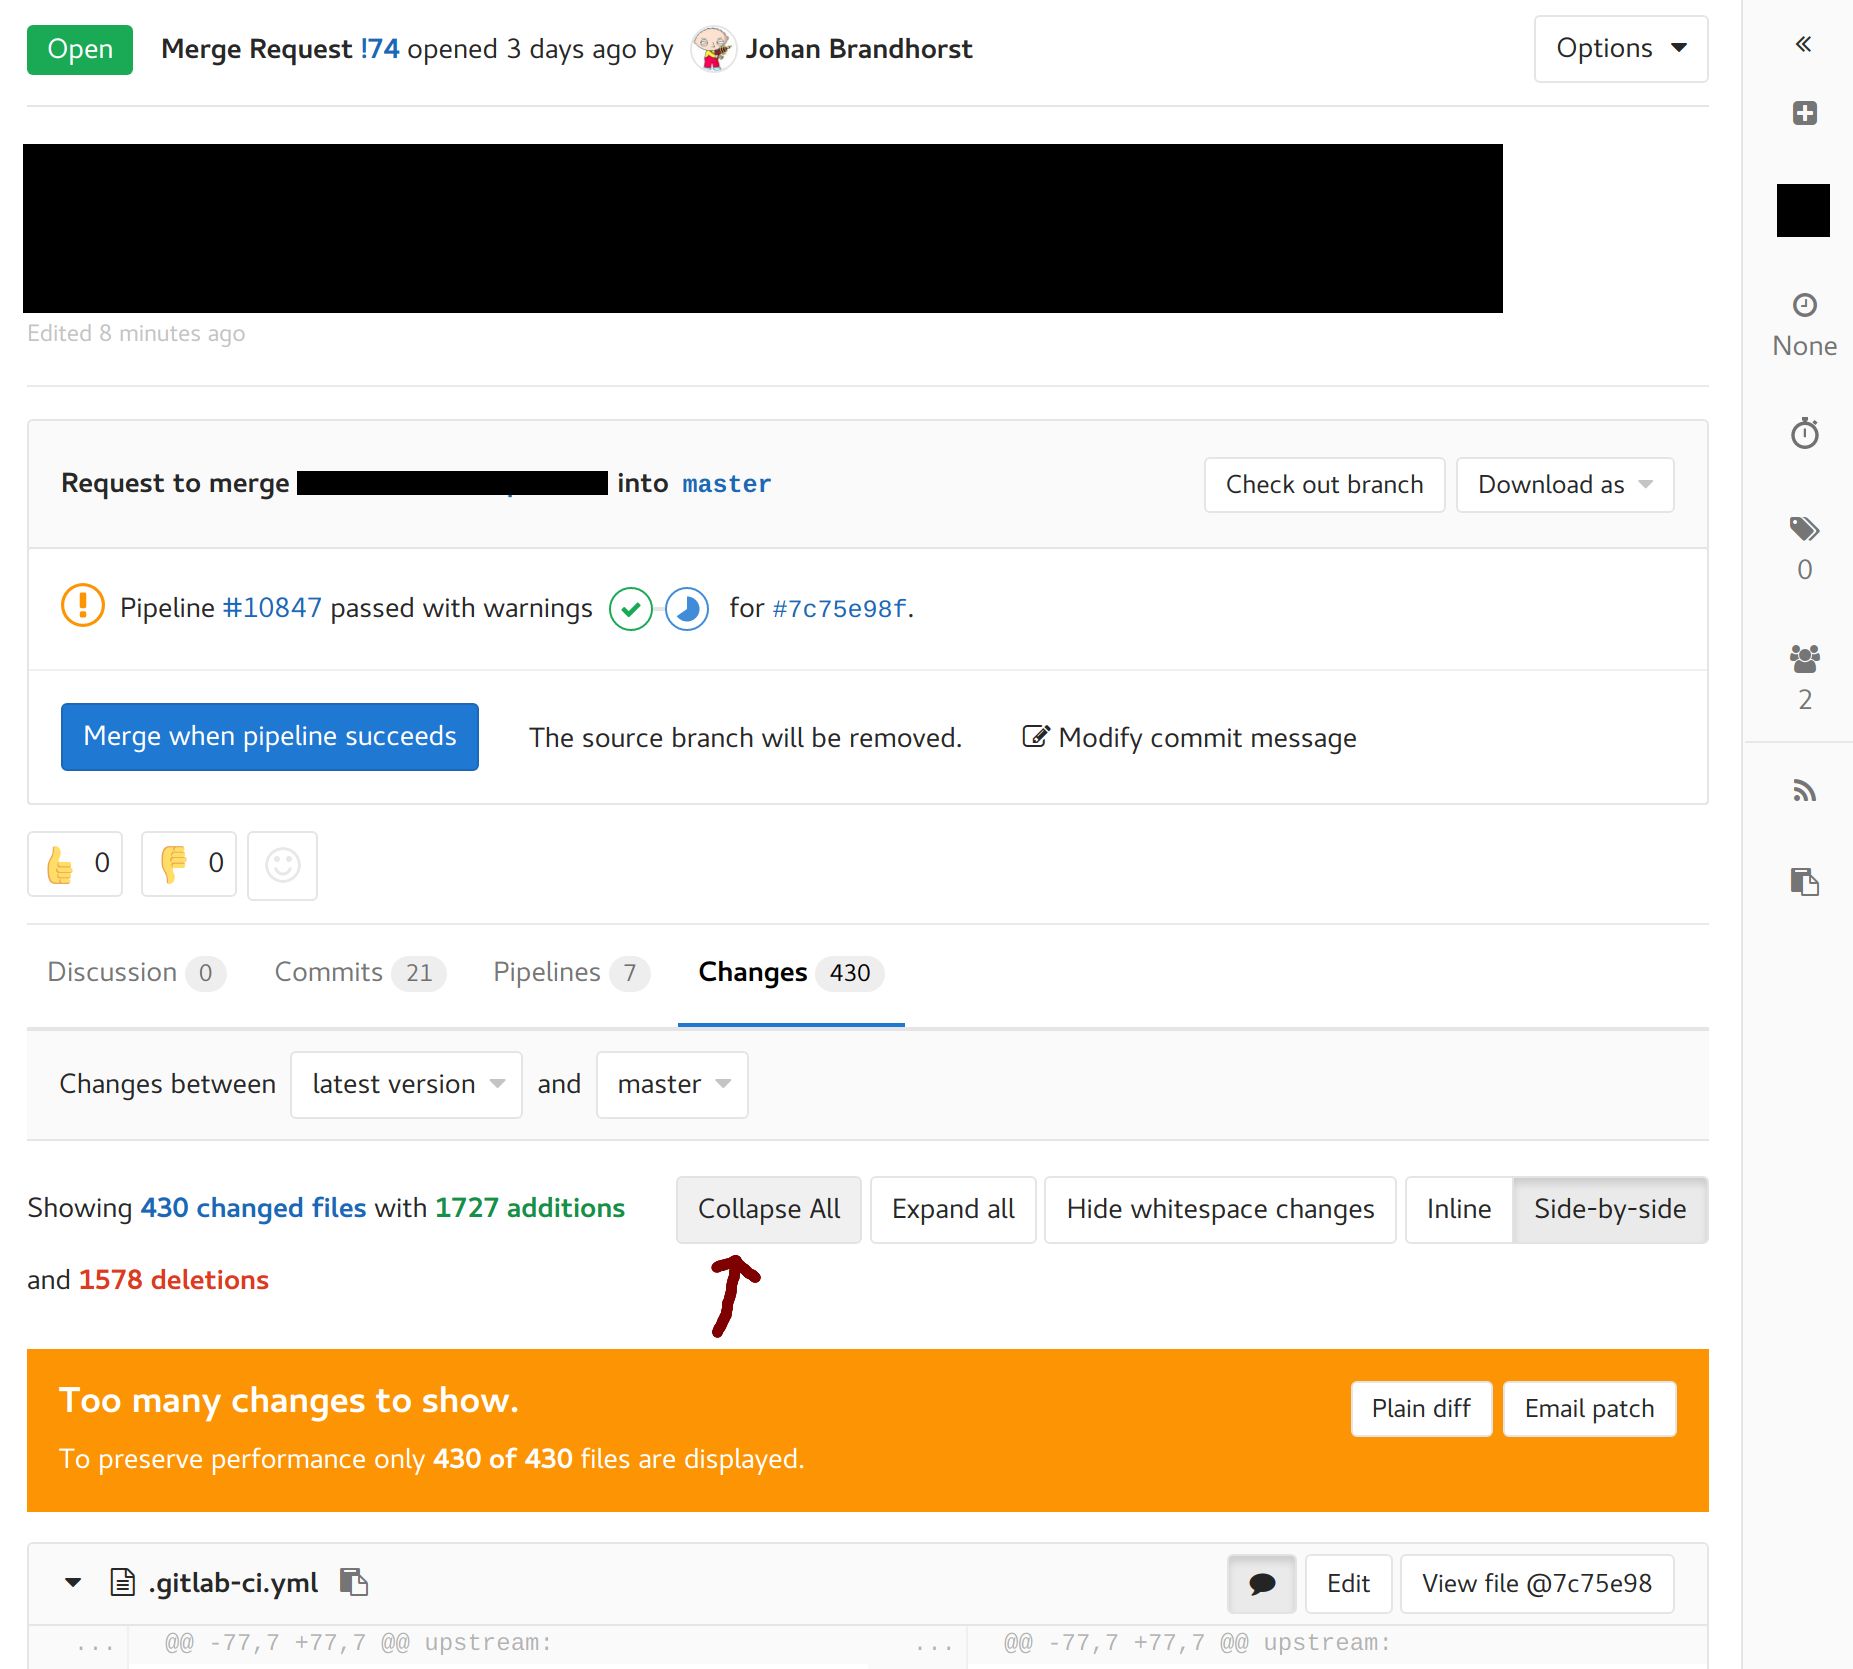 Open Merge Request !74 opened 3 days ago by Johan Brandhorst Options
Edited 8 minutes ago
None
Request to merge into master Check out branch Download as
0
Pipeline #10847 passed with warnings for #7c75e98f.
2
Merge when pipeline succeeds The source branch will be removed. Modify commit message
0 0
Discussion 0 Commits 21 Pipelines 7 Changes 430
Changes between latest version and master
Showing 430 changed files with 1727 additions Collapse All Expand all Hide whitespace changes Inline Side-by-side
and 1578 deletions
Too many changes to show. Plain diff Email patch
To preserve performance only 430 of 430 files are displayed.
.gitlab-ci.yml Edit View file @7c75e98
... @@ -77,7 +77,7 @@ upstream: ... @@ -77,7 +77,7 @@ upstream: